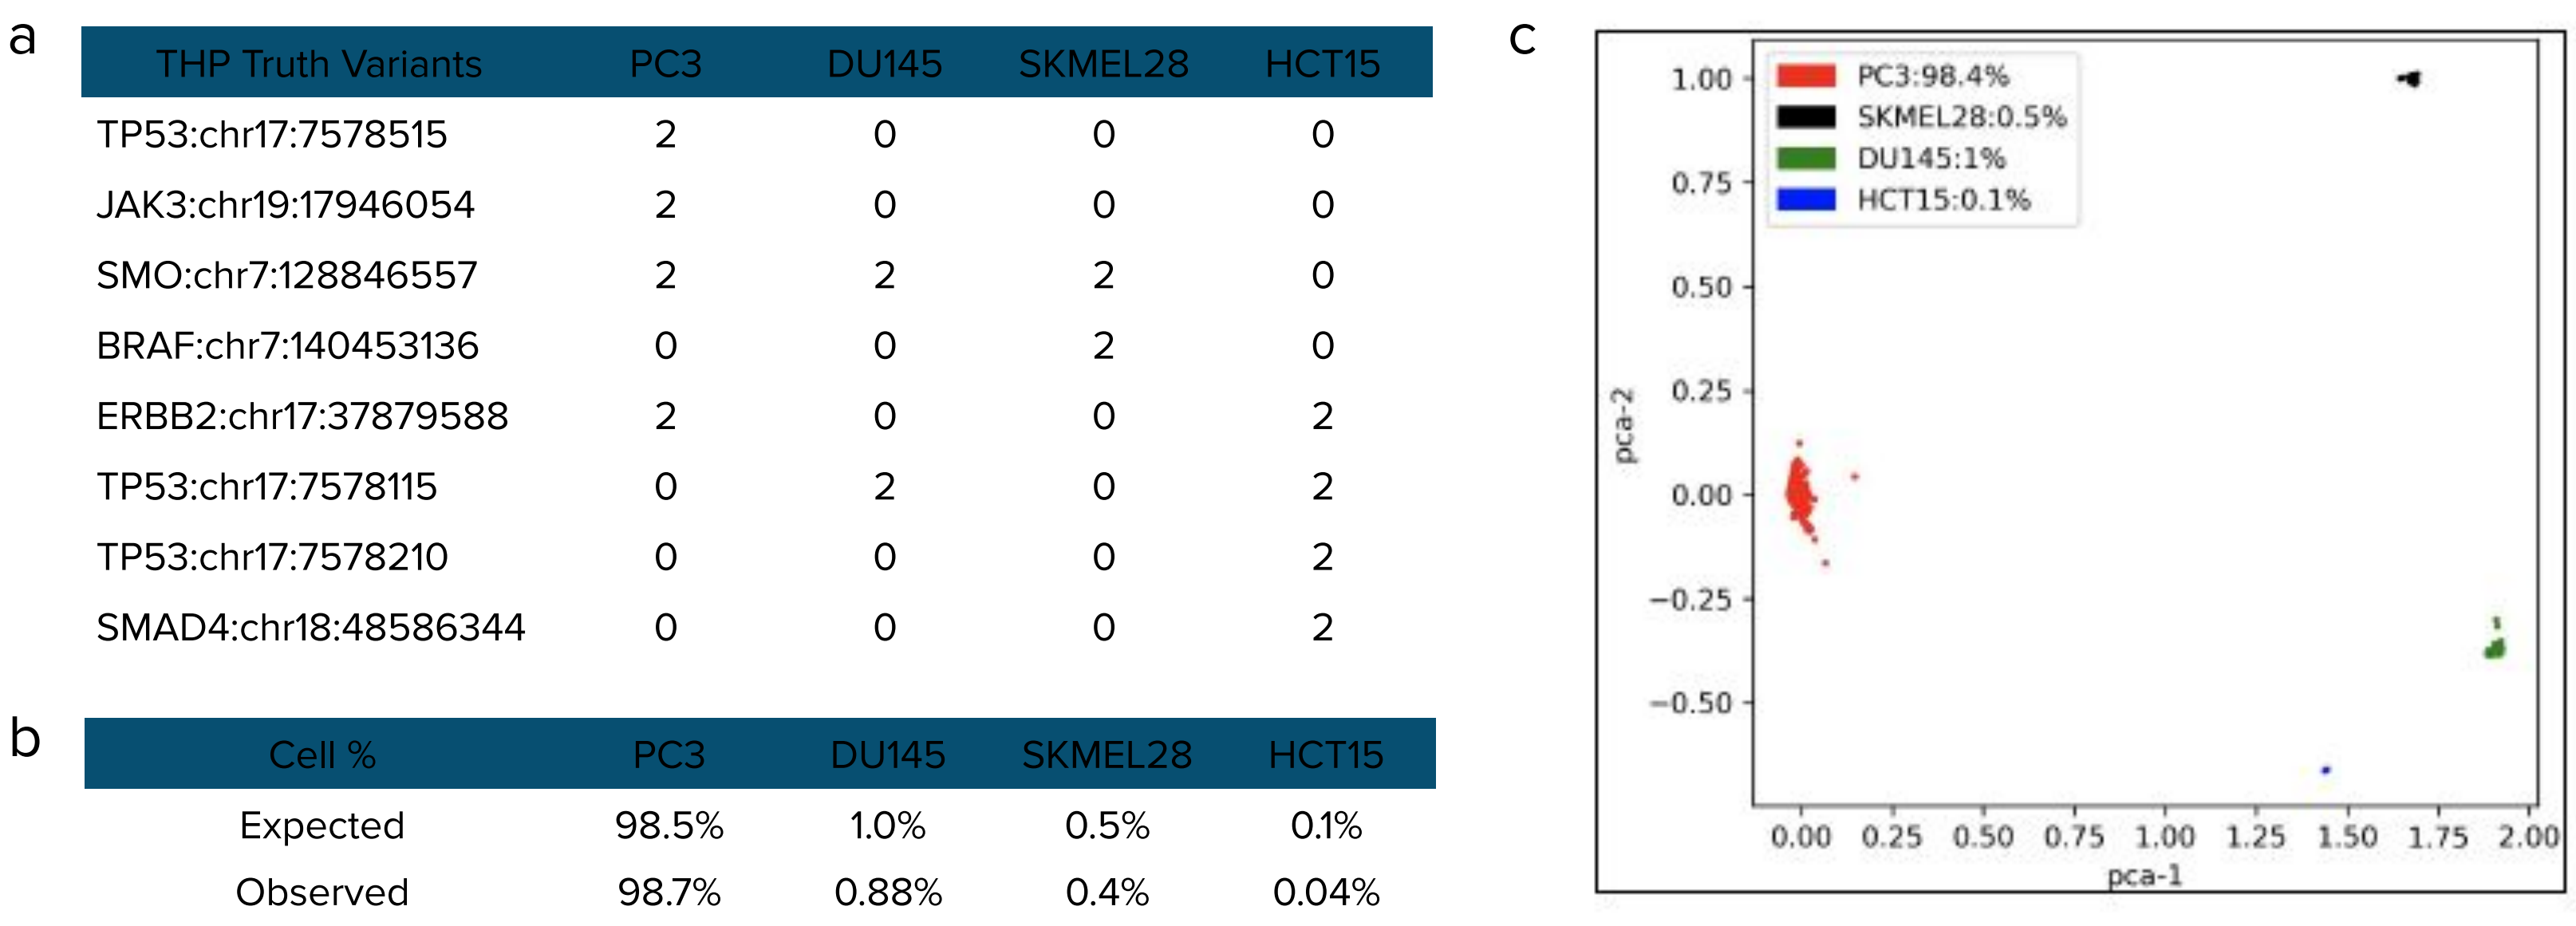 a
THP Truth Variants PC3 DU145 SKMEL28 HCT15
TP53:chr17:7578515 2 0 0 0
JAK3:chr19:17946054 2 0 0 0
SMO:chr7:128846557 2 2 2 0
BRAF:chr7:140453136 0 0 2 0
ERBB2:chr17:37879588 2 0 0 2
TP53:chr17:7578115 0 2 0 2
TP53:chr17:7578210 0 0 0 2
SMAD4:chr18:48586344 0 0 0 2
b
Cell % PC3 DU145 SKMEL28 HCT15
Expected 98.5% 1.0% 0.5% 0.1%
Observed 98.7% 0.88% 0.4% 0.04%
c
PC3:98.4%
SKMEL28:0.5%
DU145:1%
HCT15:0.1%
1.00
0.75
0.50
0.25
0.00
−0.25
−0.50
pca-2
0.00 0.25 0.50 0.75 1.00 1.25 1.50 1.75 2.00
pca-1